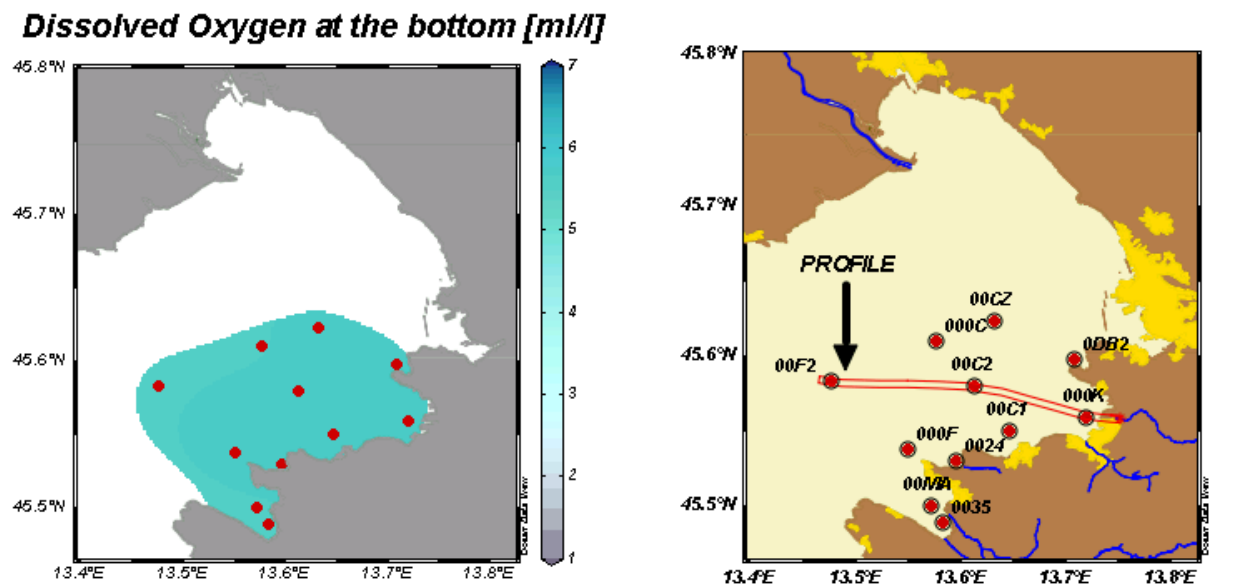 Dissolved Oxygen at the bottom [ml/l]
45.8°N
45.7°N
45.6°N
45.5°N
13.4°E 13.5°E 13.6°E 13.7°E 13.8°E
7
6
5
4
3
2
1
Ocean Data View
45.8°N
45.7°N
45.6°N
45.5°N
PROFILE
00CZ
000C
0DB2
00F2
00C2
000K
00C1
000F
0024
00MA
0035
13.4°E 13.5°E 13.6°E 13.7°E 13.8°E
Ocean Data View